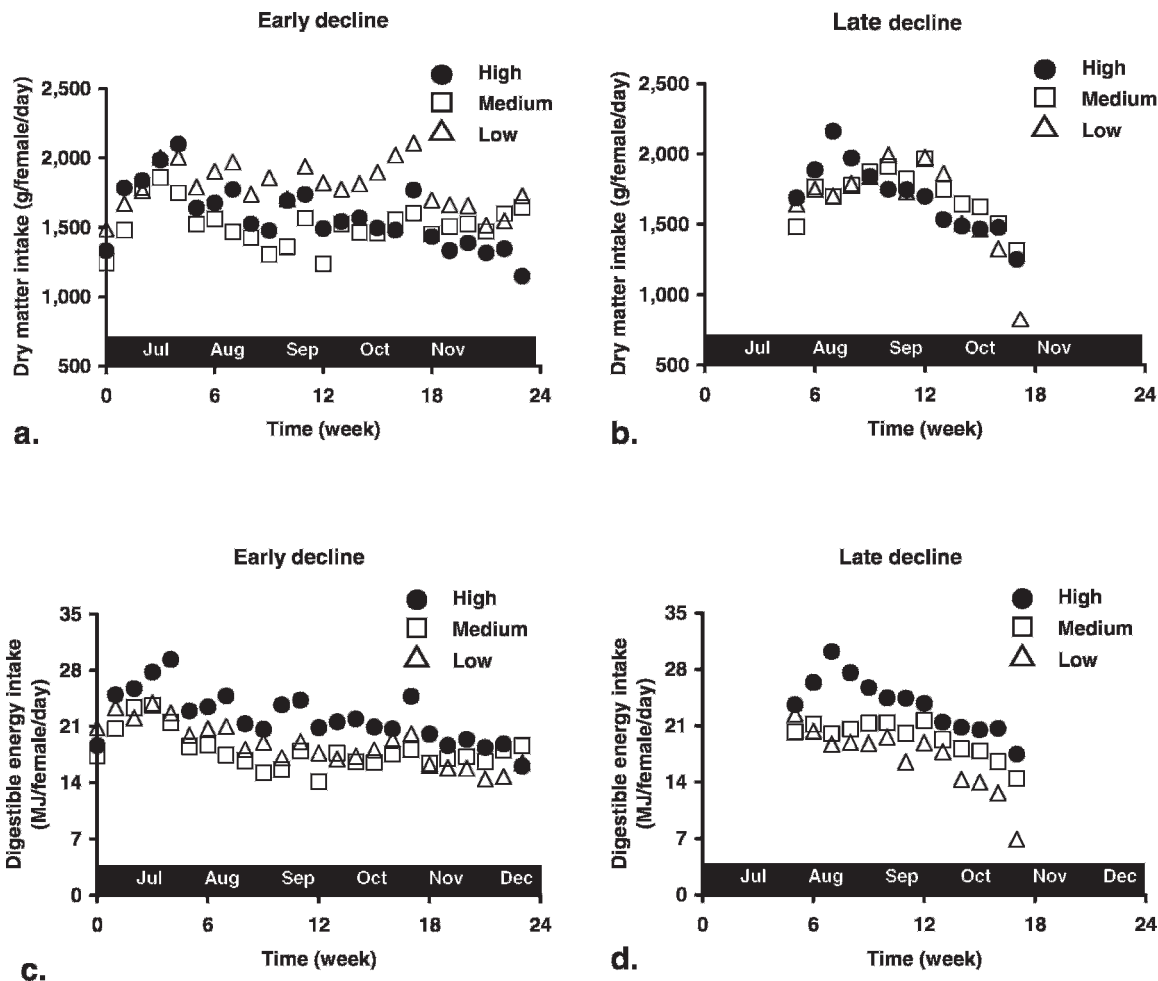 a.
Early decline
High
Medium
Low
Dry matter intake (g/female/day)
2,500
2,000
1,500
1,000
500
Jul Aug Sep Oct Nov
0 6 12 18 24
Time (week)
b.
Late decline
High
Medium
Low
Dry matter intake (g/female/day)
2,500
2,000
1,500
1,000
500
Jul Aug Sep Oct Nov
0 6 12 18 24
Time (week)
c.
Early decline
High
Medium
Low
Digestible energy intake
(MJ/female/day)
35
28
21
14
7
0
Jul Aug Sep Oct Nov Dec
0 6 12 18 24
Time (week)
d.
Late decline
High
Medium
Low
Digestible energy intake
(MJ/female/day)
35
28
21
14
7
0
Jul Aug Sep Oct Nov Dec
0 6 12 18 24
Time (week)